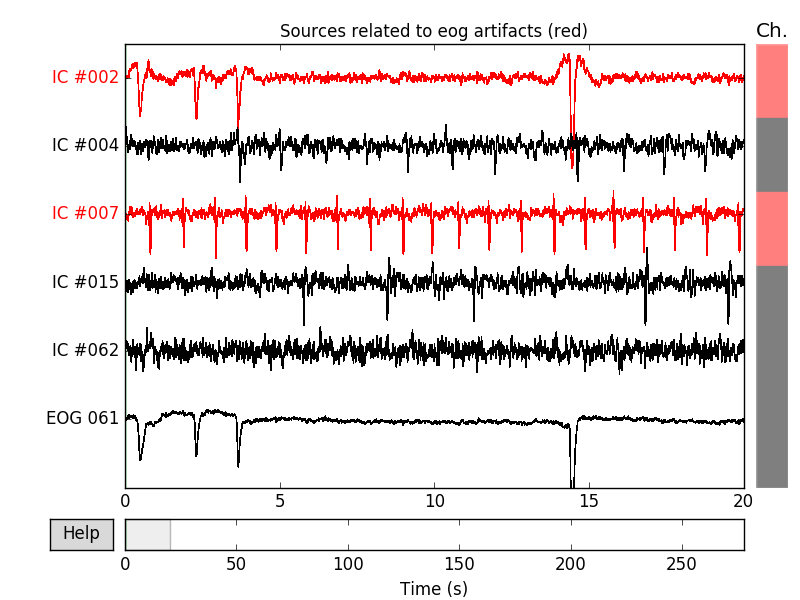 Sources related to eog artifacts (red)
Ch.
IC #002
IC #004
IC #007
IC #015
IC #062
EOG 061
0 5 10 15 20
Help
0 50 100 150 200 250
Time (s)